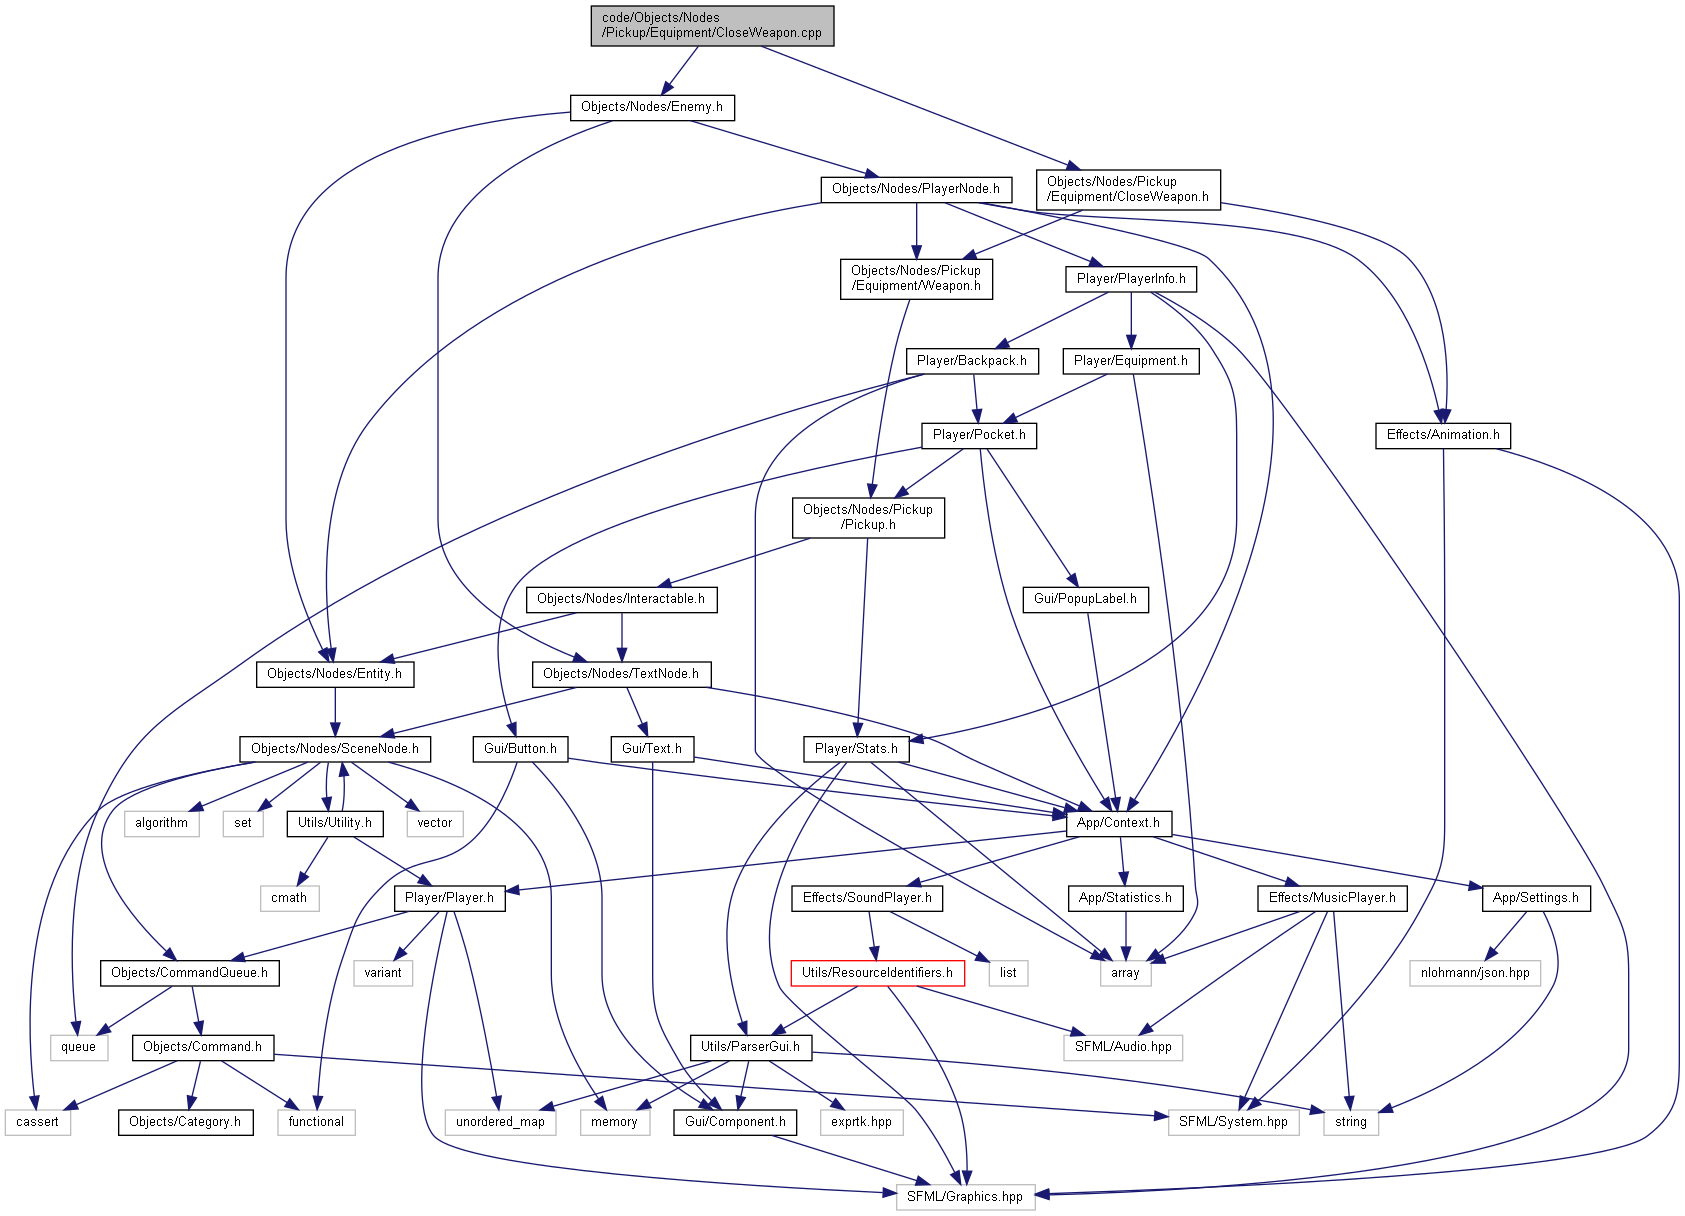 code/Objects/Nodes
/Pickup/Equipment/CloseWeapon.cpp
Objects/Nodes/Enemy.h
Objects/Nodes/PlayerNode.h
Objects/Nodes/Pickup
/Equipment/CloseWeapon.h
Objects/Nodes/Pickup
/Equipment/Weapon.h
Player/PlayerInfo.h
Player/Backpack.h
Player/Equipment.h
Player/Pocket.h
Effects/Animation.h
Objects/Nodes/Pickup
/Pickup.h
Objects/Nodes/Interactable.h
Gui/PopupLabel.h
Objects/Nodes/Entity.h
Objects/Nodes/TextNode.h
Objects/Nodes/SceneNode.h
Gui/Button.h
Gui/Text.h
Player/Stats.h
algorithm
set
Utils/Utility.h
vector
App/Context.h
cmath
Player/Player.h
Effects/SoundPlayer.h
App/Statistics.h
Effects/MusicPlayer.h
App/Settings.h
Objects/CommandQueue.h
variant
Utils/ResourceIdentifiers.h
list
array
nlohmann/json.hpp
queue
Objects/Command.h
Utils/ParserGui.h
SFML/Audio.hpp
cassert
Objects/Category.h
functional
unordered_map
memory
Gui/Component.h
exprtk.hpp
SFML/System.hpp
string
SFML/Graphics.hpp